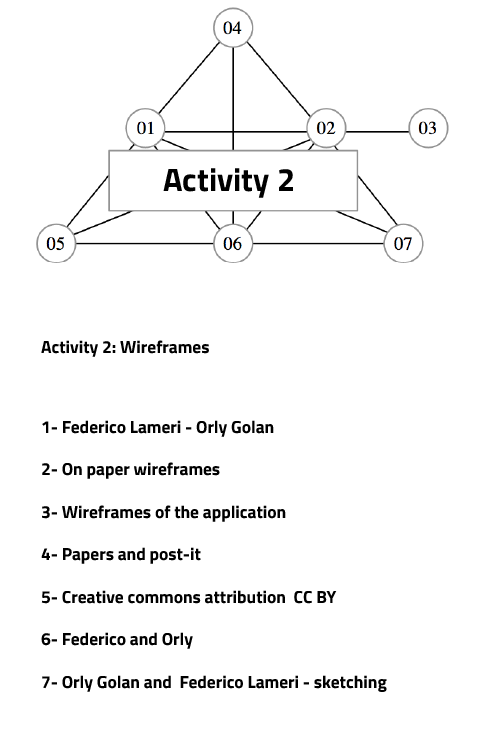 04
01
02
03
Activity 2
05
06
07
Activity 2: Wireframes
1- Federico Lameri - Orly Golan
2- On paper wireframes
3- Wireframes of the application
4- Papers and post-it
5- Creative commons attribution  CC BY
6- Federico and Orly
7- Orly Golan and  Federico Lameri - sketching